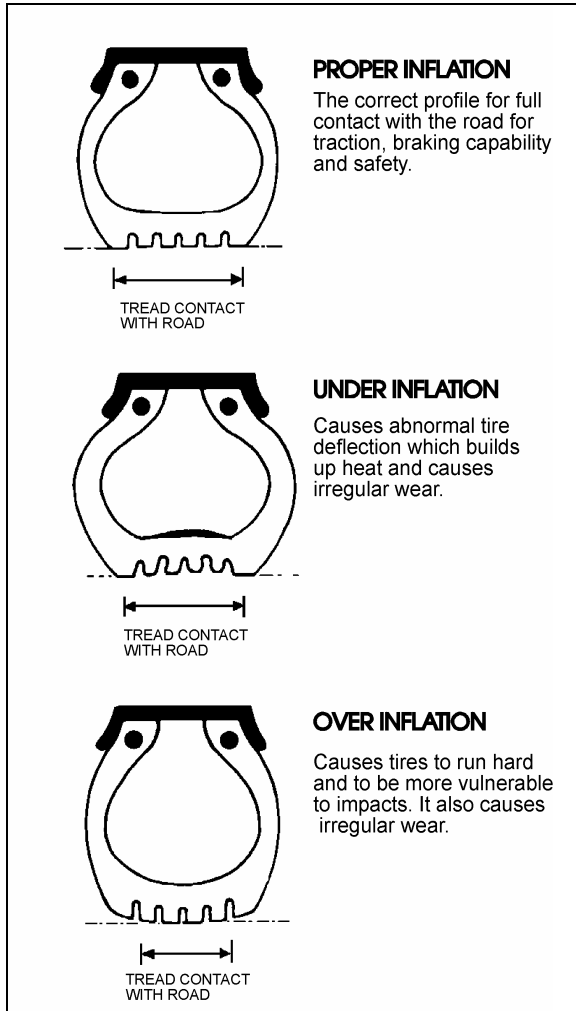 PROPER INFLATION
The correct profile for full
contact with the road for
traction, braking capability
and safety.
TREAD CONTACT
WITH ROAD
UNDER INFLATION
Causes abnormal tire
deflection which builds
up heat and causes
irregular wear.
TREAD CONTACT
WITH ROAD
OVER INFLATION
Causes tires to run hard
and to be more vulnerable
to impacts. It also causes
irregular wear.
TREAD CONTACT
WITH ROAD